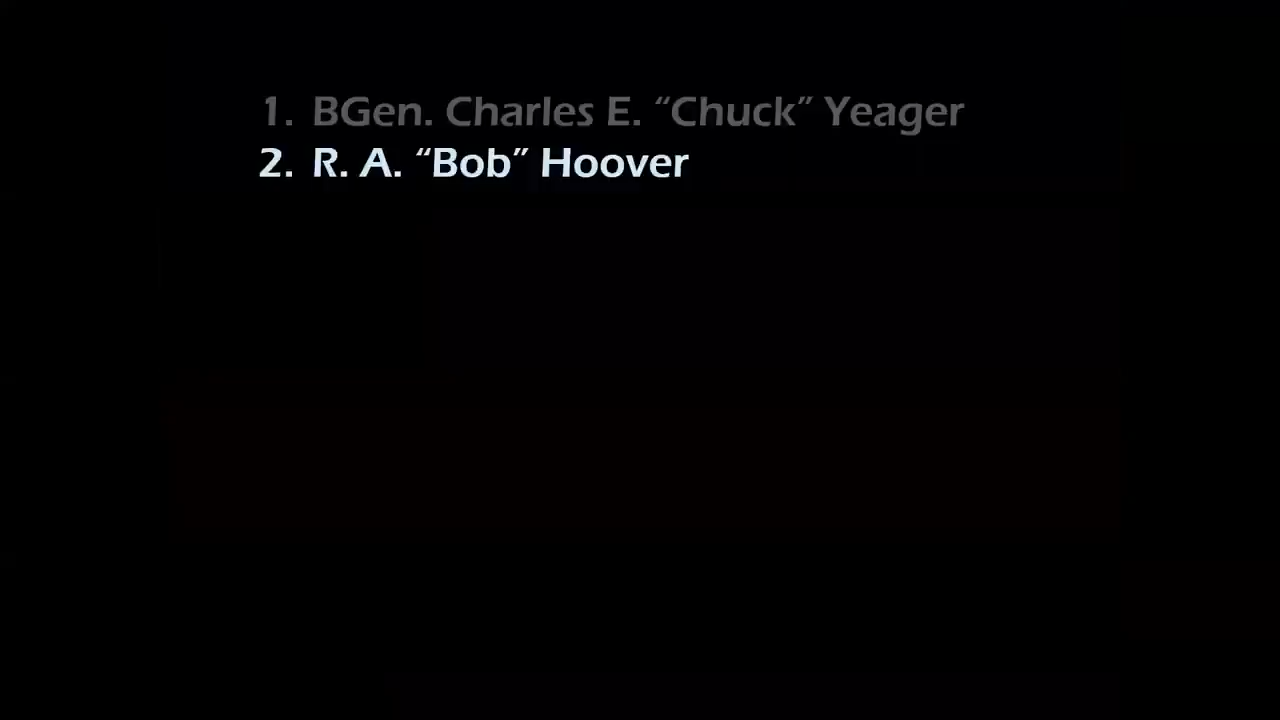 1. BGen. Charles E. “Chuck” Yeager
2. R. A. “Bob” Hoover